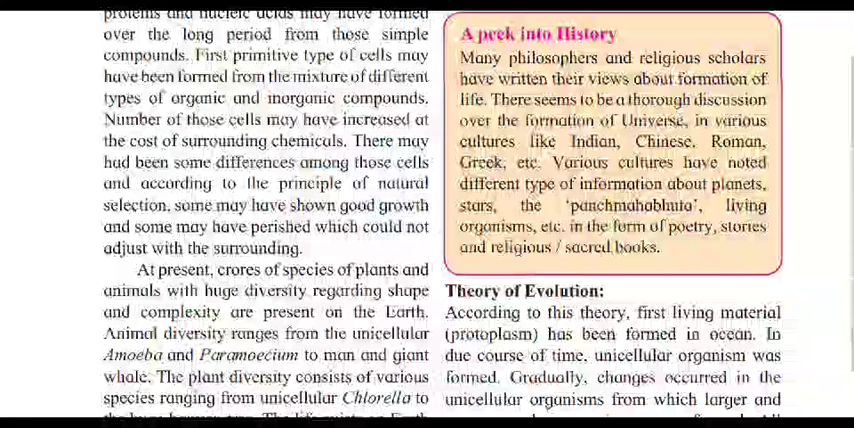 proteins and nucleic acids may have formed
over the long period from those simple
compounds. First primitive type of cells may
have been formed from the mixture of different
types of organic and inorganic compounds.
Number of those cells may have increased at
the cost of surrounding chemicals. There may
had been some differences among those cells
and according to the principle of natural
selection, some may have shown good growth
and some may have perished which could not
adjust with the surrounding.
At present, crores of species of plants and
animals with huge diversity regarding shape
and complexity are present on the Earth.
Animal diversity ranges from the unicellular
Amoeba and Paramoecium to man and giant
whale. The plant diversity consists of various
species ranging from unicellular Chlorella to
A peek into History
Many philosophers and religious scholars
have written their views about formation of
life. There seems to be a thorough discussion
over the formation of Universe, in various
cultures like Indian, Chinese, Roman,
Greek, etc. Various cultures have noted
different type of information about planets,
stars, the 'panchmahabhuta', living
organisms, etc. in the form of poetry, stories
and religious / sacred books.
Theory of Evolution:
According to this theory, first living material
(protoplasm) has been formed in ocean. In
due course of time, unicellular organism was
formed. Gradually, changes occurred in the
unicellular organisms from which larger and